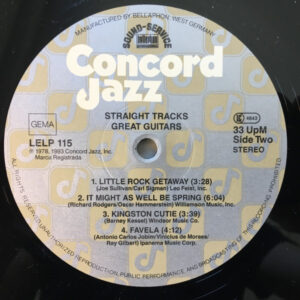 MANUFACTURED BY BELLAPHON, WEST GERMANY
SOUND-SERVICE
Concord
Jazz
STRAIGHT TRACKS
GREAT GUITARS
GEMA
LELP 115
℗ 1978, 1993 Concord Jazz, Inc.
Marca Registrada
K 4643
33 UpM
Side Two
STEREO
1. LITTLE ROCK GETAWAY (3:28)
(Joe Sullivan/Carl Sigman) Leo Feist, Inc.
2. IT MIGHT AS WELL BE SPRING (6:04)
(Richard Rodgers/Oscar Hammerstein) Williamson Music, Inc.
3. KINGSTON CUTIE (3:39)
(Barney Kessel) Windsor Music Co.
4. FAVELA (4:12)
(Antonio Carlos Jobim/Vinicius de Moraes/
Ray Gilbert) Ipanema Music Corp.
ALL RIGHTS RESERVED. UNAUTHORIZED REPRODUCTION, PUBLIC PERFORMANCE AND BROADCASTING OF THIS RECORDING PROHIBITED.